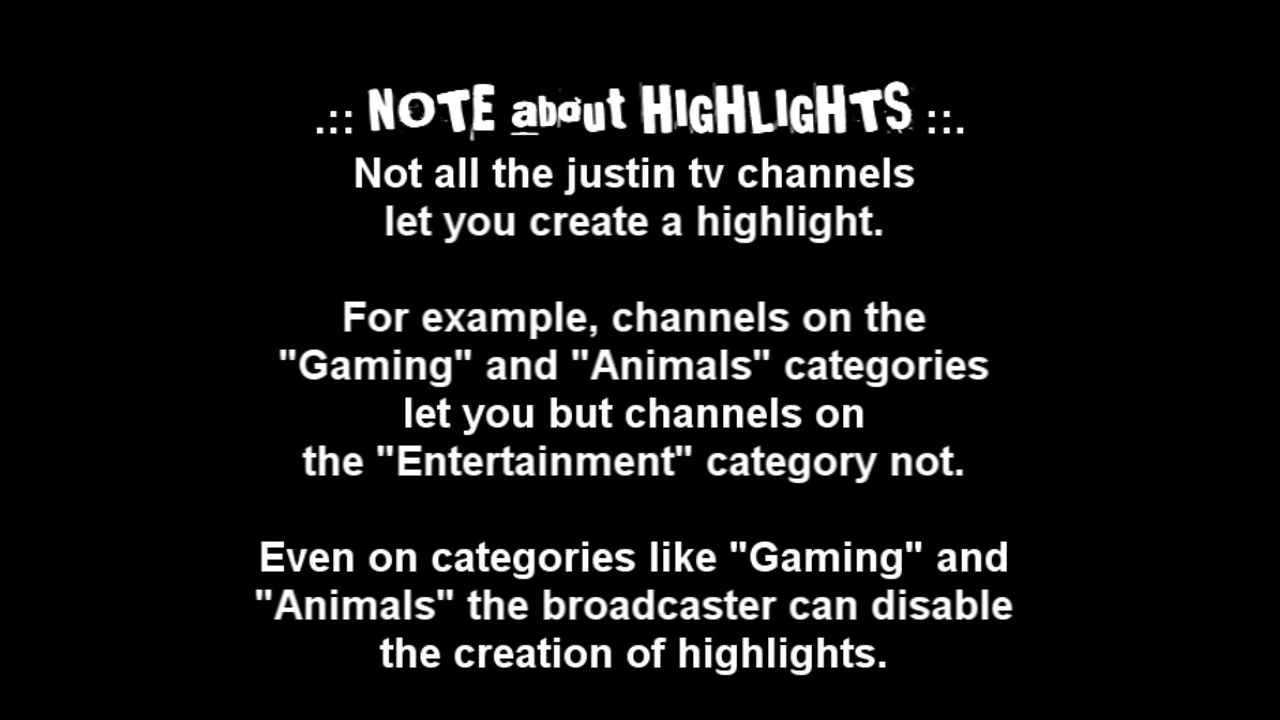 .:: NOTE about HIGHLIGHTS ::.
Not all the justin tv channels
let you create a highlight.
For example, channels on the
"Gaming" and "Animals" categories
let you but channels on
the "Entertainment" category not.
Even on categories like "Gaming" and
"Animals" the broadcaster can disable
the creation of highlights.